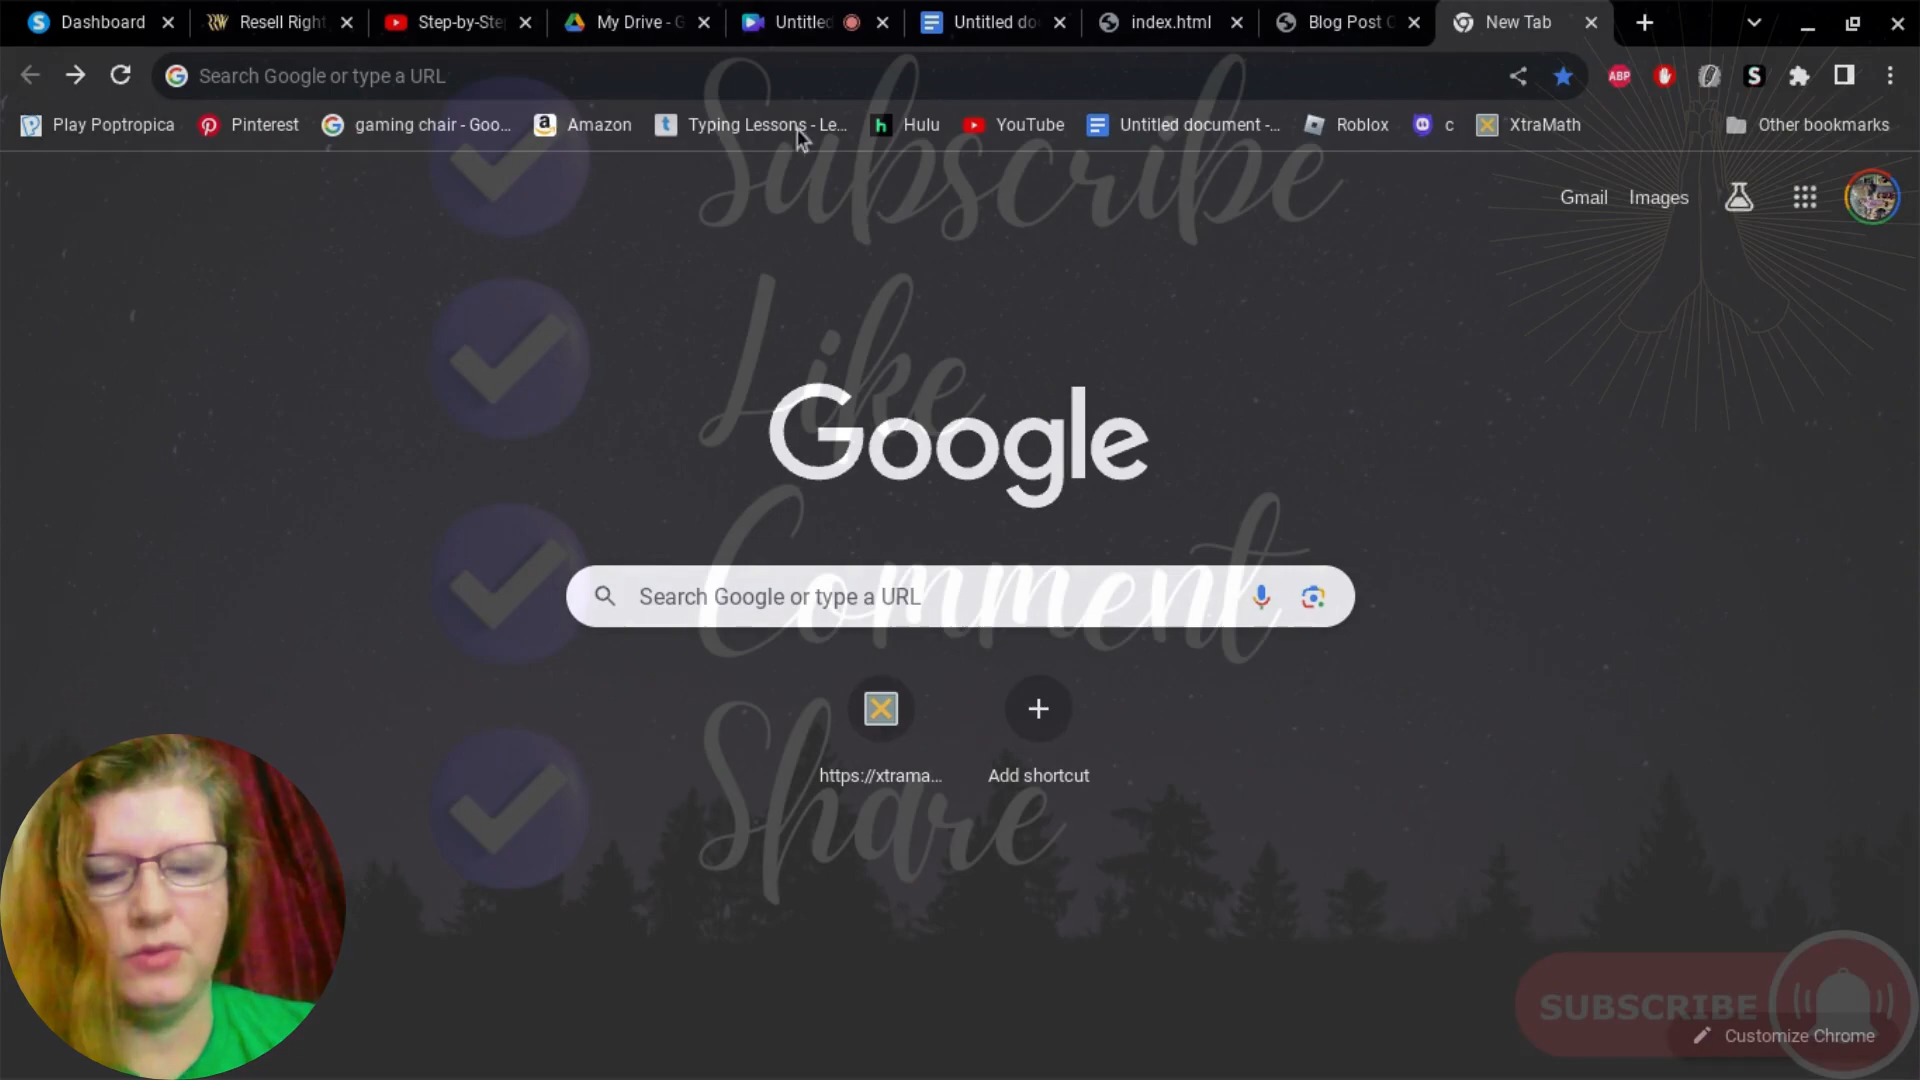 Dashboard
Resell Right
Step-by-Ste
My Drive - G
Untitled
Untitled do
index.html
Blog Post C
New Tab
Search Google or type a URL
ABP
S
Play Poptropica
Pinterest
gaming chair - Goo...
Amazon
Typing Lessons - Le...
Hulu
YouTube
Untitled document -...
Roblox
c
XtraMath
Other bookmarks
Subscribe
Gmail
Images
Like
Google
Search Google or type a URL
Comment
https://xtrama...
Add shortcut
Share
SUBSCRIBE
Customize Chrome